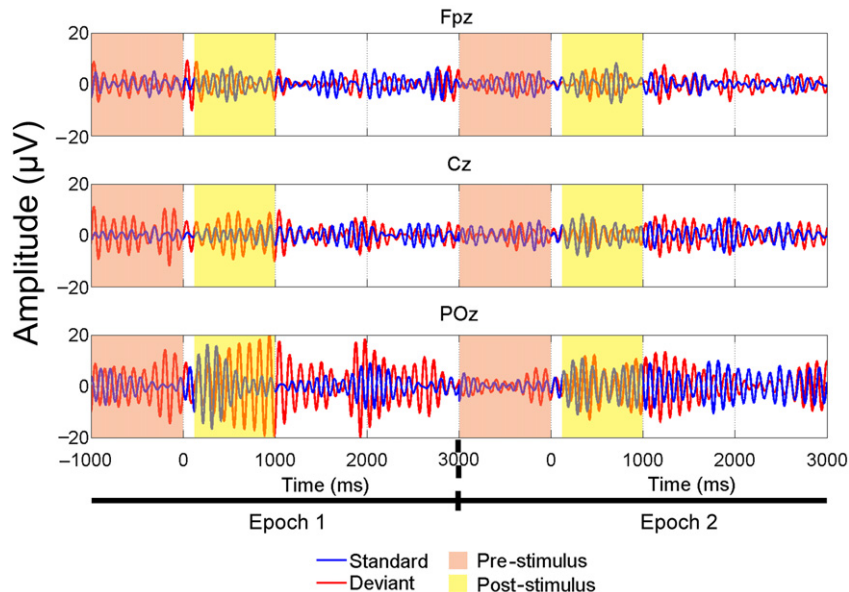 Fpz
20
0
−20
Cz
20
0
−20
POz
20
0
−20
Amplitude (µV)
−1000 0 1000 2000 3000 0 1000 2000 3000
Time (ms) Time (ms)
Epoch 1 Epoch 2
Standard Pre-stimulus
Deviant Post-stimulus